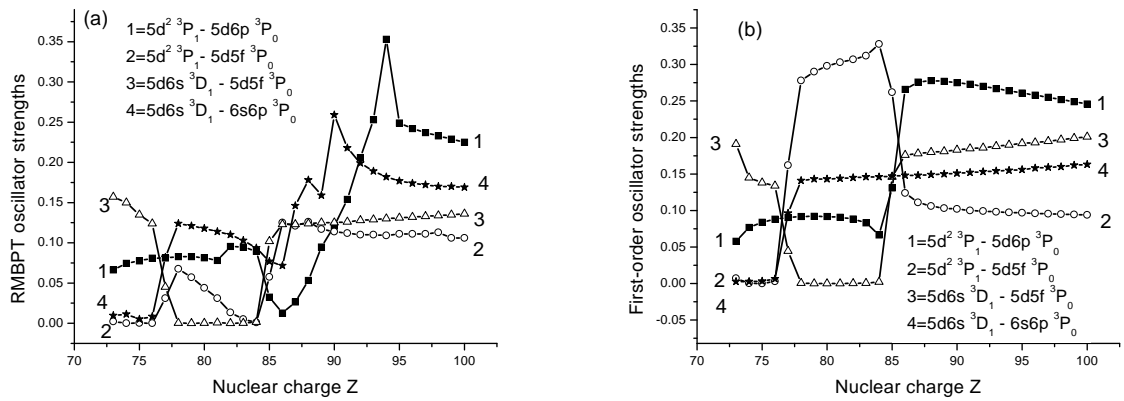 (a)
1=5d² ³P₁- 5d6p ³P₀
2=5d² ³P₁- 5d5f ³P₀
3=5d6s ³D₁ - 5d5f ³P₀
4=5d6s ³D₁ - 6s6p ³P₀
RMBPT oscillator strengths
0.35
0.30
0.25
0.20
0.15
0.10
0.05
0.00
3
1
4
2
1
4
3
2
70 75 80 85 90 95 100
Nuclear charge Z
(b)
First-order oscillator strengths
0.35
0.30
0.25
0.20
0.15
0.10
0.05
0.00
-0.05
3
1
2
4
1
3
4
2
1=5d² ³P₁- 5d6p ³P₀
2=5d² ³P₁- 5d5f ³P₀
3=5d6s ³D₁ - 5d5f ³P₀
4=5d6s ³D₁ - 6s6p ³P₀
70 75 80 85 90 95 100
Nuclear charge Z